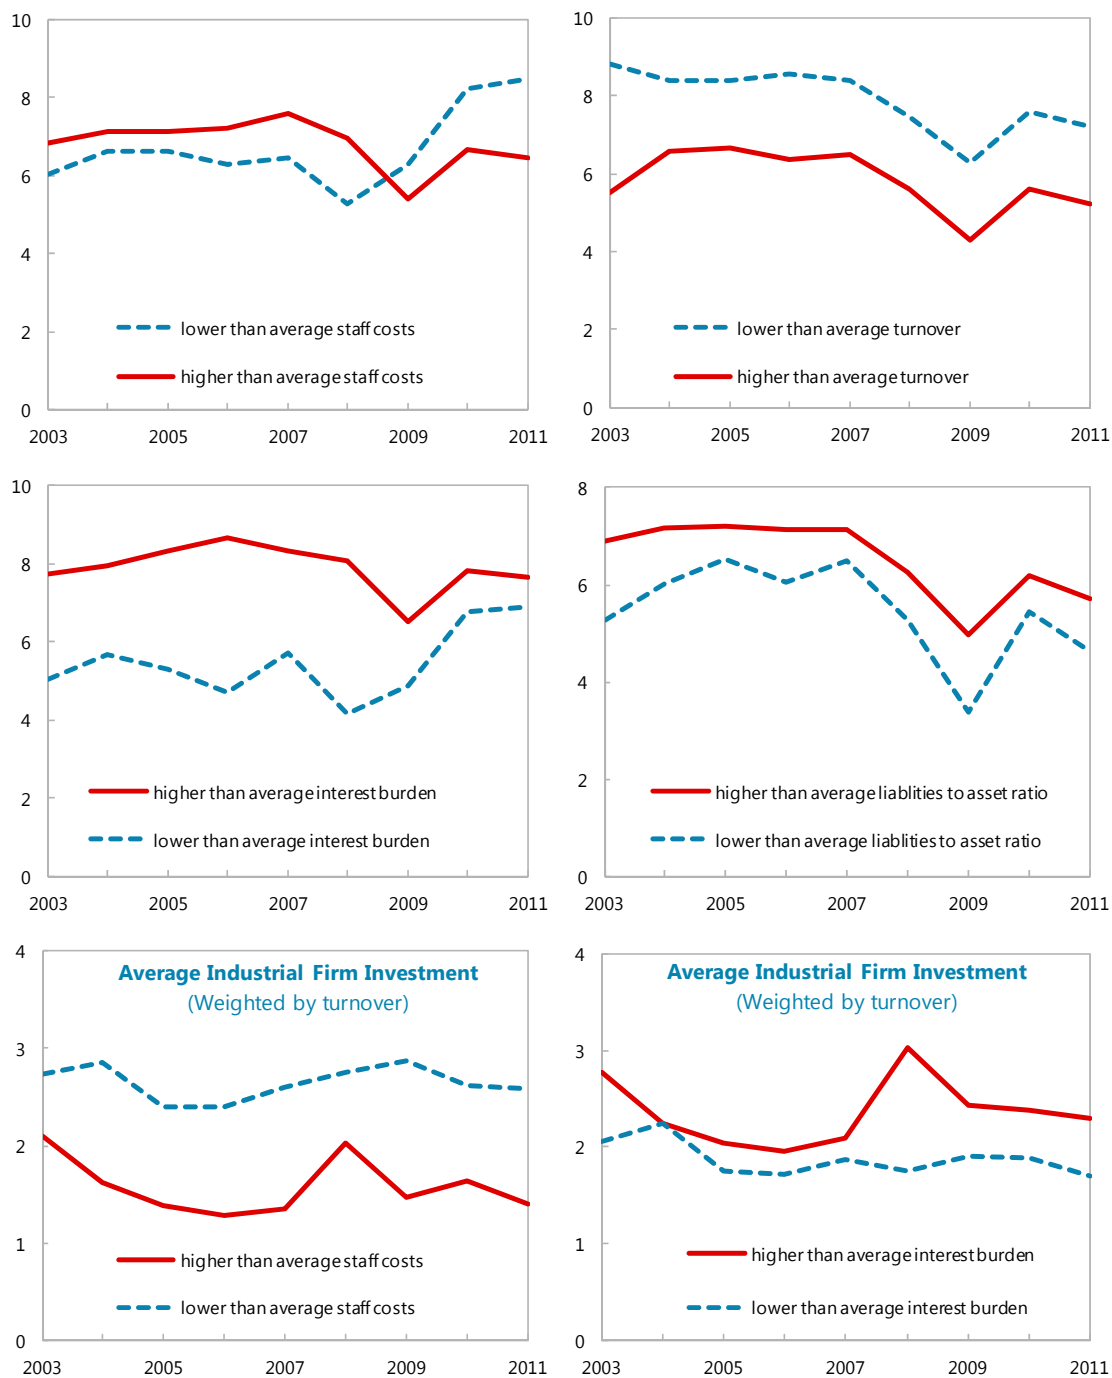 10
8
6
4
2
0
lower than average staff costs
higher than average staff costs
2003 2005 2007 2009 2011
10
8
6
4
2
0
lower than average turnover
higher than average turnover
2003 2005 2007 2009 2011
10
8
6
4
2
0
higher than average interest burden
lower than average interest burden
2003 2005 2007 2009 2011
8
6
4
2
0
higher than average liablities to asset ratio
lower than average liablities to asset ratio
2003 2005 2007 2009 2011
4
3
2
1
0
Average Industrial Firm Investment
(Weighted by turnover)
higher than average staff costs
lower than average staff costs
2003 2005 2007 2009 2011
4
3
2
1
0
Average Industrial Firm Investment
(Weighted by turnover)
higher than average interest burden
lower than average interest burden
2003 2005 2007 2009 2011